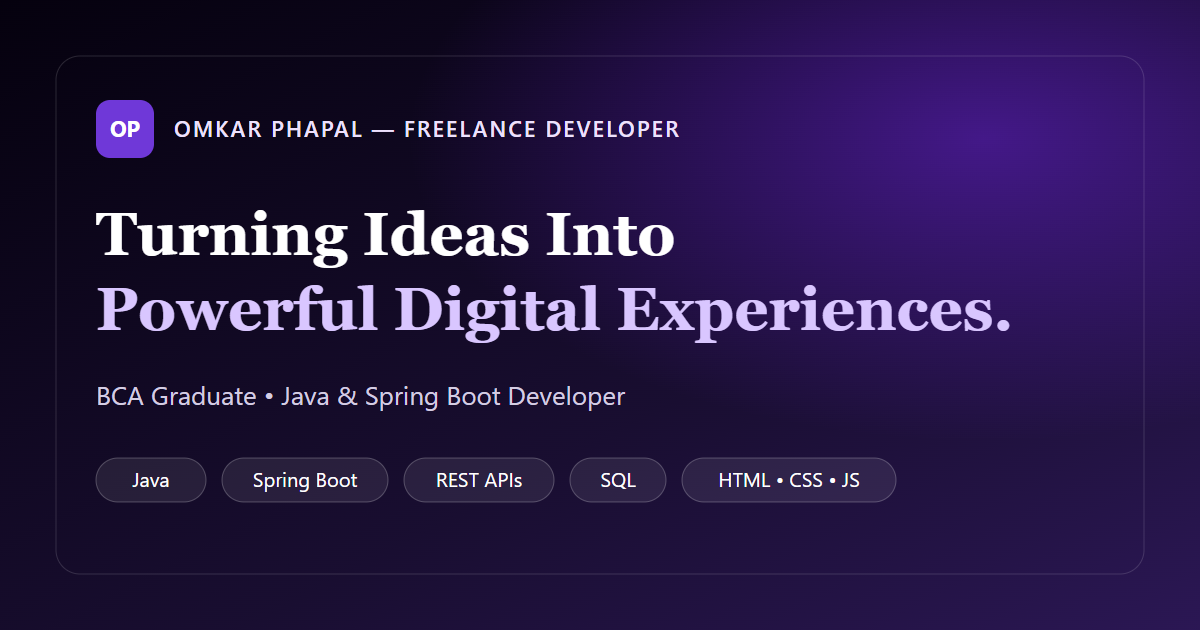 OP
OMKAR PHAPAL — FREELANCE DEVELOPER
Turning Ideas Into
Powerful Digital Experiences.
BCA Graduate • Java & Spring Boot Developer
Java
Spring Boot
REST APIs
SQL
HTML • CSS • JS